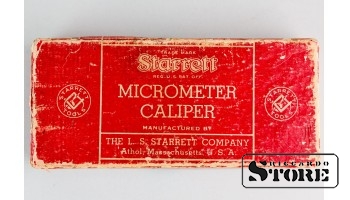 TRADE MARK
Starrett
REG. U.S. PAT. OFF.
MICROMETER
CALIPER
MANUFACTURED BY
THE L. S. STARRETT COMPANY
Athol, Massachusetts, U. S. A.
STARRETT
TOOLS
STARRETT
TOOLS
RICCARDO
STORE